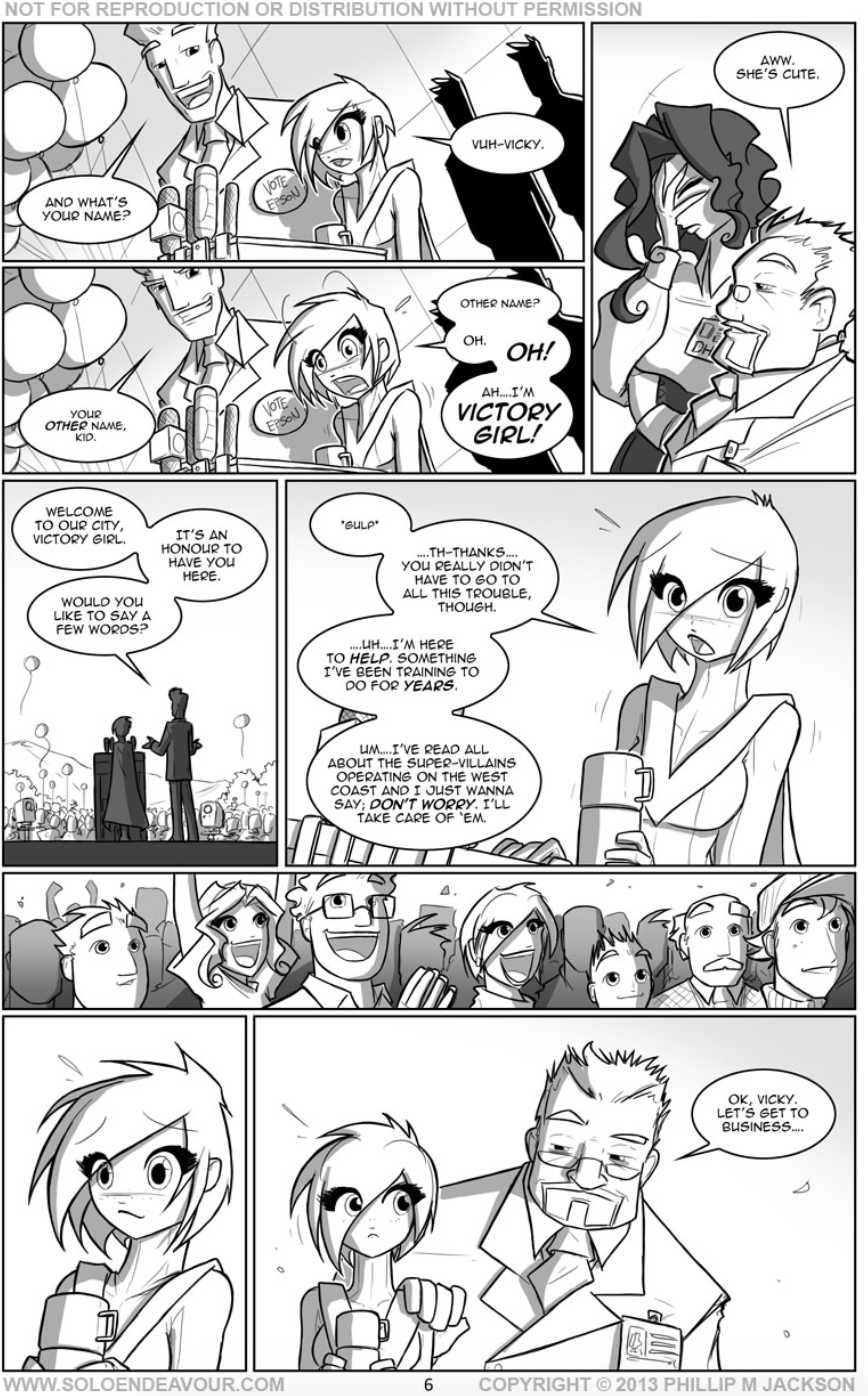 NOT FOR REPRODUCTION OR DISTRIBUTION WITHOUT PERMISSION
AND WHAT'S
YOUR NAME?
VOTE
EPSON
VUH-VICKY.
YOUR
OTHER NAME,
KID.
VOTE
EPSON
OTHER NAME?
OH.
OH!
AH....I'M
VICTORY
GIRL!
AWW.
SHE'S CUTE.
WELCOME
TO OUR CITY,
VICTORY GIRL.
IT'S AN
HONOUR TO
HAVE YOU
HERE.
WOULD YOU
LIKE TO SAY A
FEW WORDS?
*GULP*
....TH-THANKS....
YOU REALLY DIDN'T
HAVE TO GO TO
ALL THIS TROUBLE,
THOUGH.
....UH....I'M HERE
TO HELP. SOMETHING
I'VE BEEN TRAINING TO
DO FOR YEARS.
UM....I'VE READ ALL
ABOUT THE SUPER-VILLAINS
OPERATING ON THE WEST
COAST AND I JUST WANNA
SAY; DON'T WORRY. I'LL
TAKE CARE OF 'EM.
OK, VICKY.
LET'S GET TO
BUSINESS....
WWW.SOLOENDEAVOUR.COM
6
COPYRIGHT © 2013 PHILLIP M JACKSON